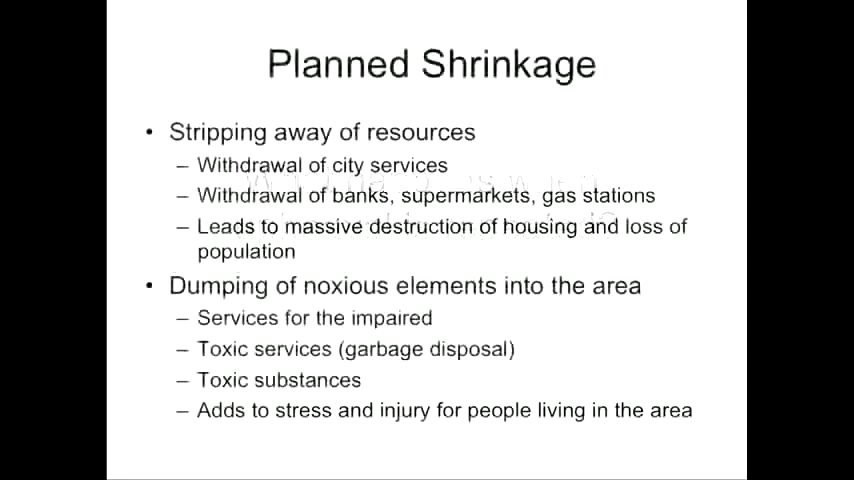 Planned Shrinkage
• Stripping away of resources
– Withdrawal of city services
– Withdrawal of banks, supermarkets, gas stations
– Leads to massive destruction of housing and loss of
population
• Dumping of noxious elements into the area
– Services for the impaired
– Toxic services (garbage disposal)
– Toxic substances
– Adds to stress and injury for people living in the area